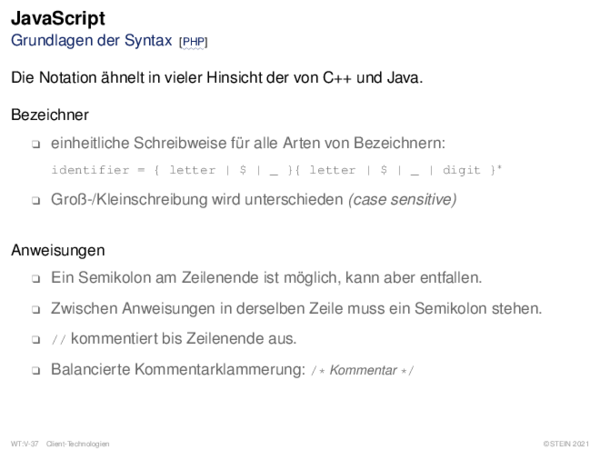 JavaScript
Grundlagen der Syntax [PHP]
Die Notation ähnelt in vieler Hinsicht der von C++ und Java.
Bezeichner
❑ einheitliche Schreibweise für alle Arten von Bezeichnern:
identifier = { letter | $ | _ }{ letter | $ | _ | digit }*
❑ Groß-/Kleinschreibung wird unterschieden (case sensitive)
Anweisungen
❑ Ein Semikolon am Zeilenende ist möglich, kann aber entfallen.
❑ Zwischen Anweisungen in derselben Zeile muss ein Semikolon stehen.
❑ // kommentiert bis Zeilenende aus.
❑ Balancierte Kommentarklammerung: /* Kommentar */
WT:V-37 Client-Technologien ©STEIN 2021